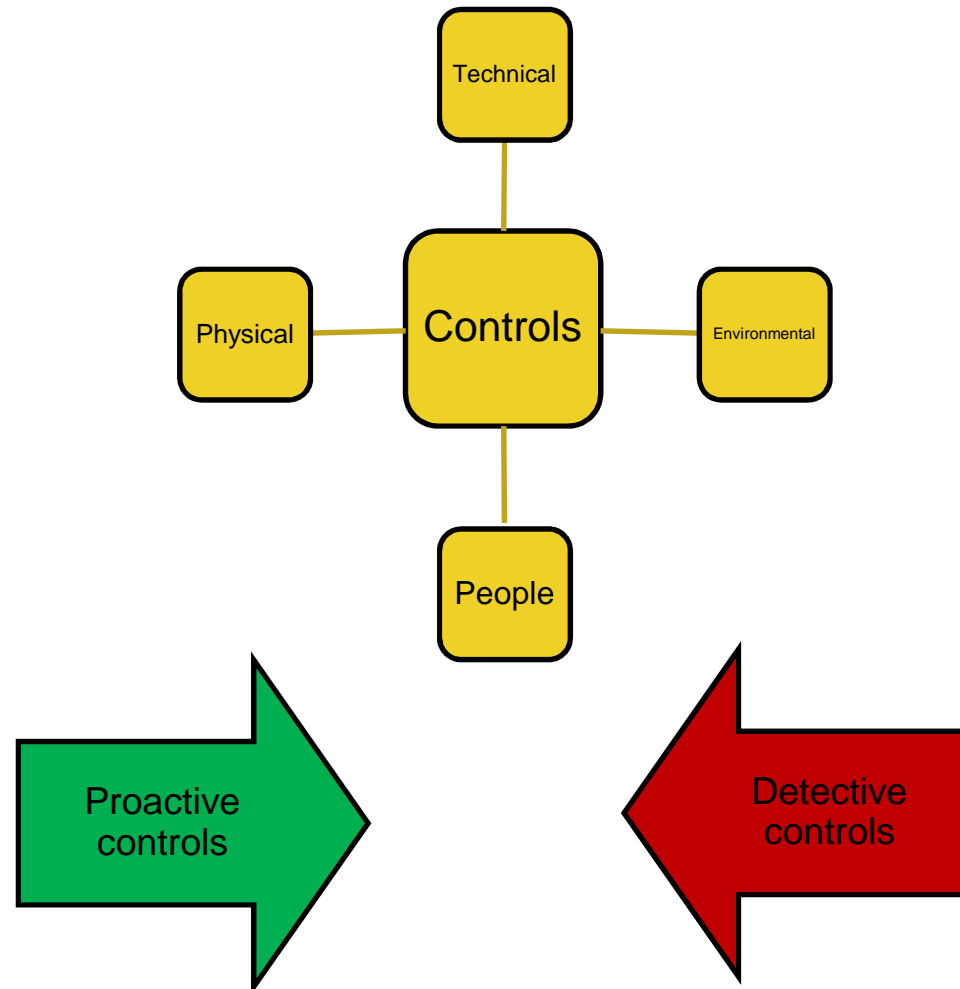 Technical
Physical
Controls
Environmental
People
Proactive
controls
Detective
controls